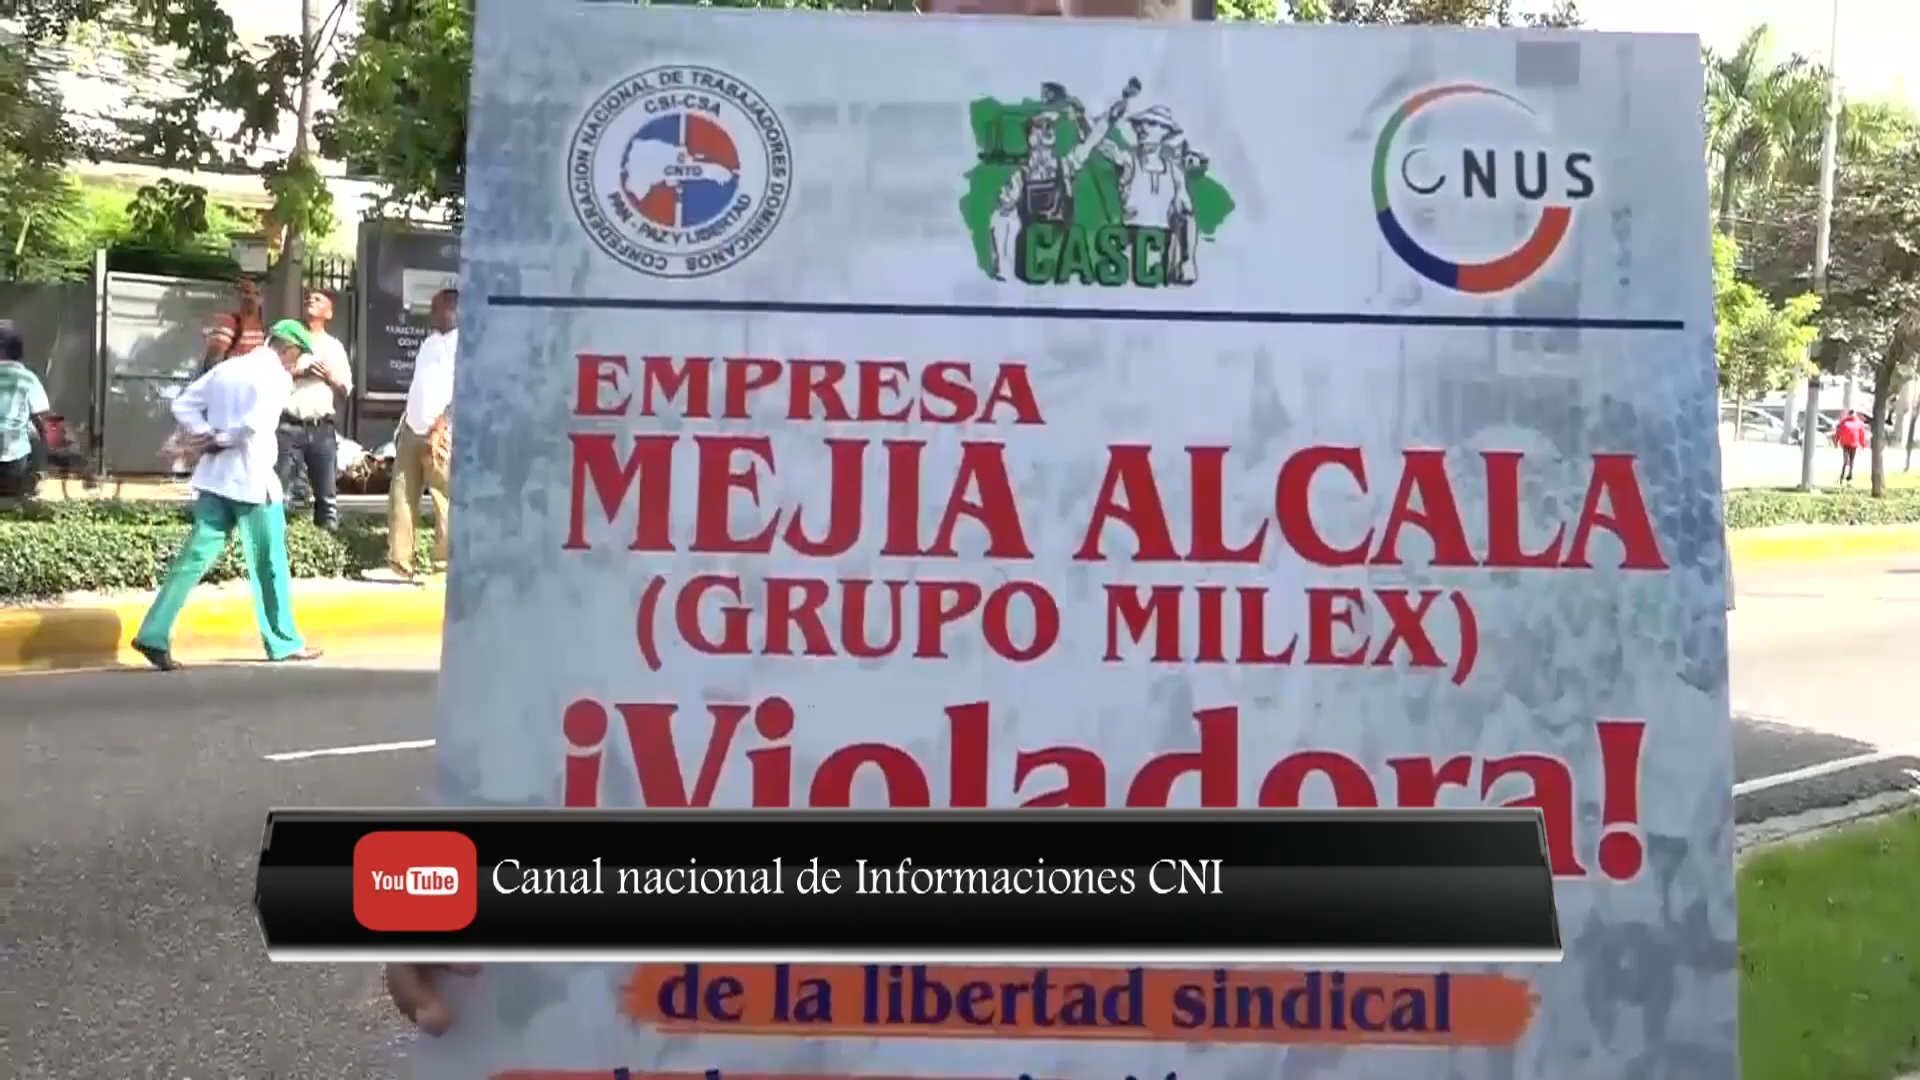 CONFEDERACION NACIONAL DE TRABAJADORES DOMINICANOS
CSI-CSA
CNTD
PAN - PAZ Y LIBERTAD
CASC
CNUS
EMPRESA
MEJIA ALCALA
(GRUPO MILEX)
¡Violadora!
YouTube Canal nacional de Informaciones CNI
de la libertad sindical